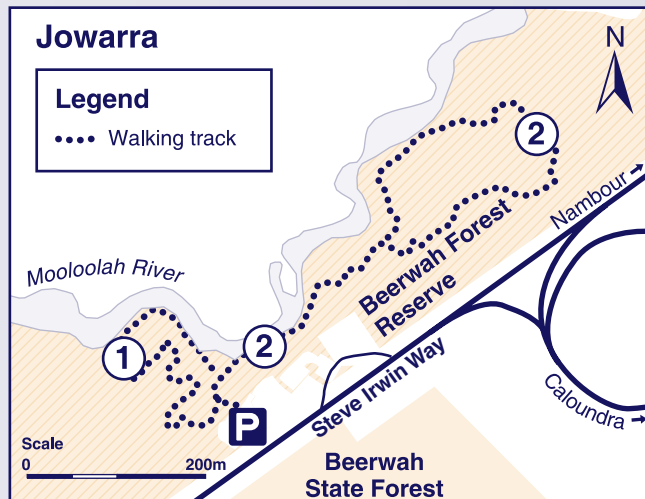 Jowarra
Legend
Walking track
N
2
Nambour
Beerwah Forest
Reserve
Mooloolah River
1
2
Steve Irwin Way
Caloundra
P
Scale
0 200m
Beerwah
State Forest